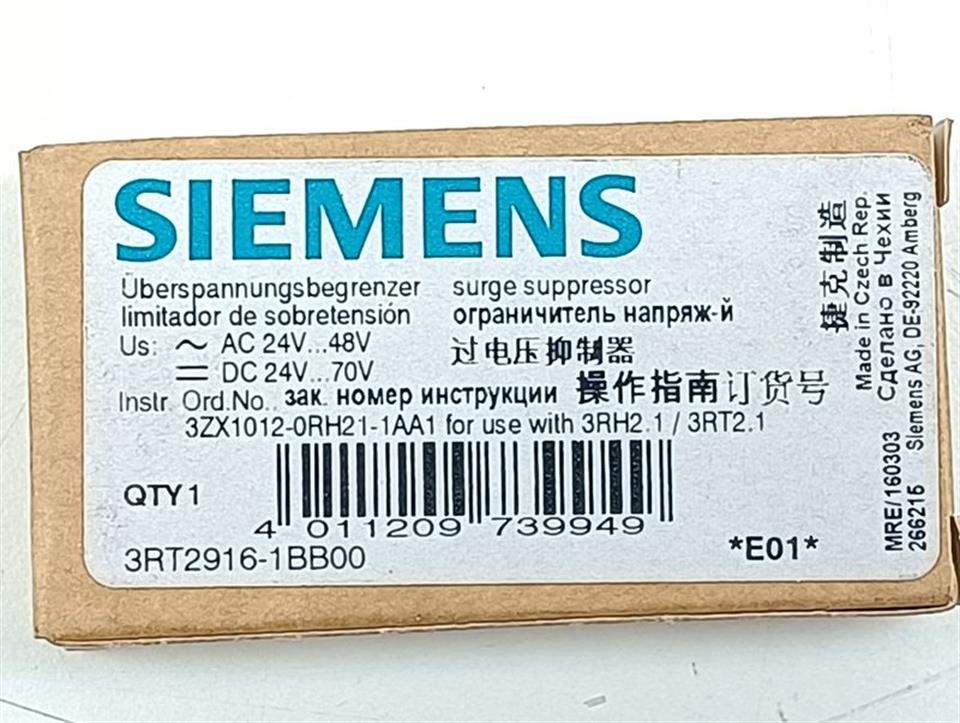 SIEMENS
Überspannungsbegrenzer surge suppressor
limitador de sobretensión ограничитель напряж-й
Us: ~ AC 24V...48V 过电压抑制器
= DC 24V...70V
Instr. Ord.No.. зак. номер инструкции 操作指南订货号
3ZX1012-0RH21-1AA1 for use with 3RH2.1 / 3RT2.1
QTY 1
4 011209 739949
3RT2916-1BB00
*E01*
捷克制造
Made in Czech Rep.
Сделано в Чехии
Siemens AG, DE-92220 Amberg
MRE/160303
266215